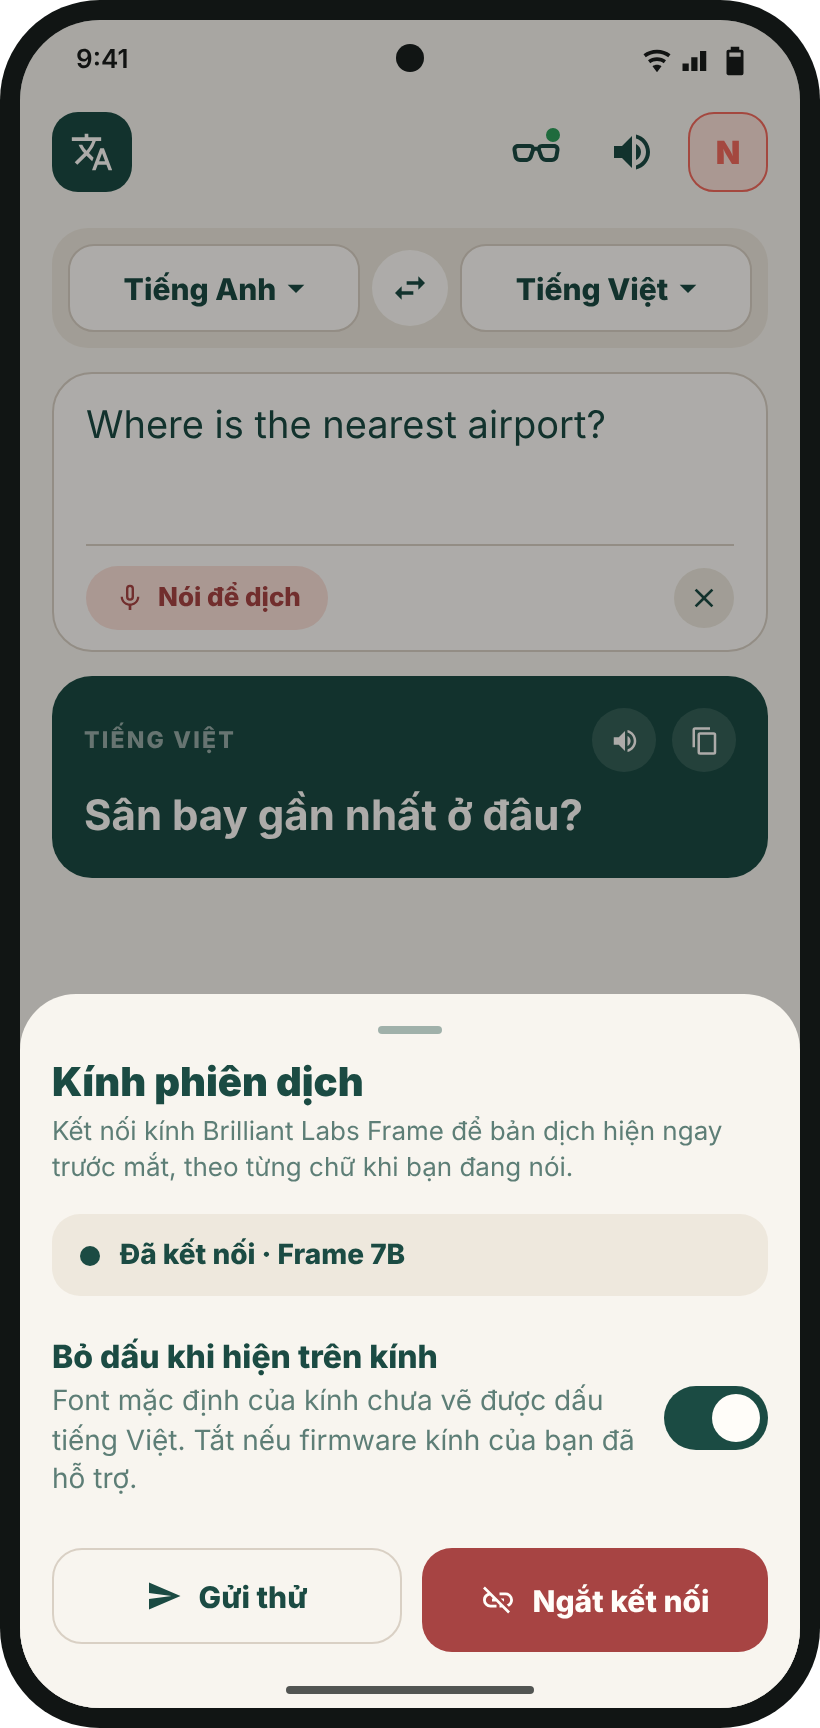 9:41
文A
N
Tiếng Anh
Tiếng Việt
Where is the nearest airport?
Nói để dịch
TIẾNG VIỆT
Sân bay gần nhất ở đâu?
Kính phiên dịch
Kết nối kính Brilliant Labs Frame để bản dịch hiện ngay
trước mắt, theo từng chữ khi bạn đang nói.
Đã kết nối · Frame 7B
Bỏ dấu khi hiện trên kính
Font mặc định của kính chưa vẽ được dấu
tiếng Việt. Tắt nếu firmware kính của bạn đã
hỗ trợ.
Gửi thử
Ngắt kết nối